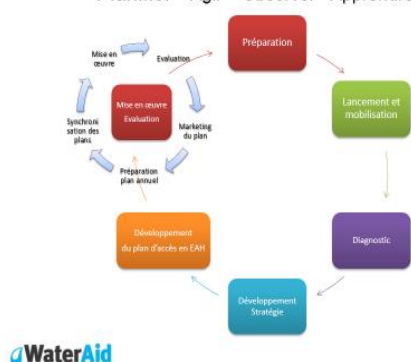 Préparation
Lancement et
mobilisation
Diagnostic
Développement
Stratégie
Développement
du plan d'accès en EAH
Mise en œuvre
Evaluation
Mise en
œuvre
Evaluation
Marketing
du plan
Préparation
plan annuel
Synchroni
sation des
plans
WaterAid